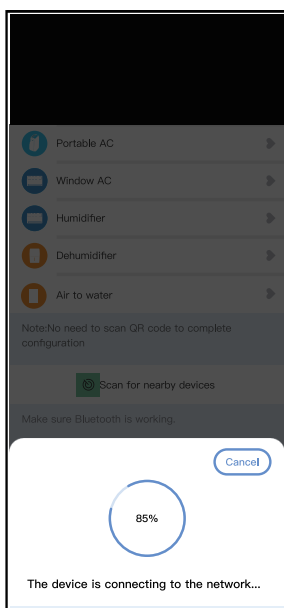 Portable AC
Window AC
Humidifier
Dehumidifier
Air to water
Note:No need to scan QR code to complete
configuration
Scan for nearby devices
Make sure Bluetooth is working.
Cancel
85%
The device is connecting to the network...